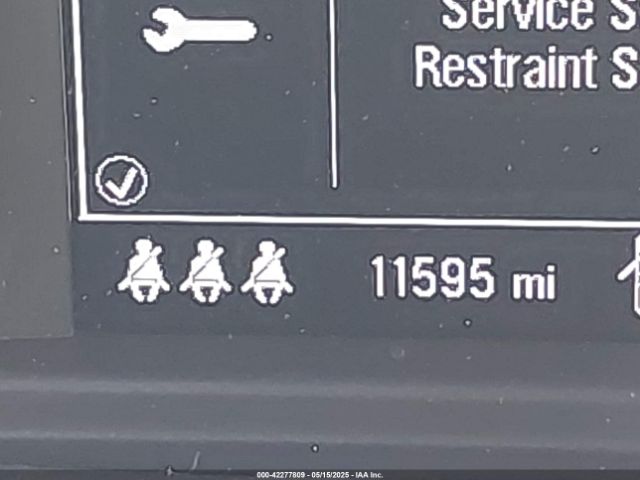 Service S
Restraint S
11595 mi
000-42277809 - 05/15/2025 - IAA Inc.